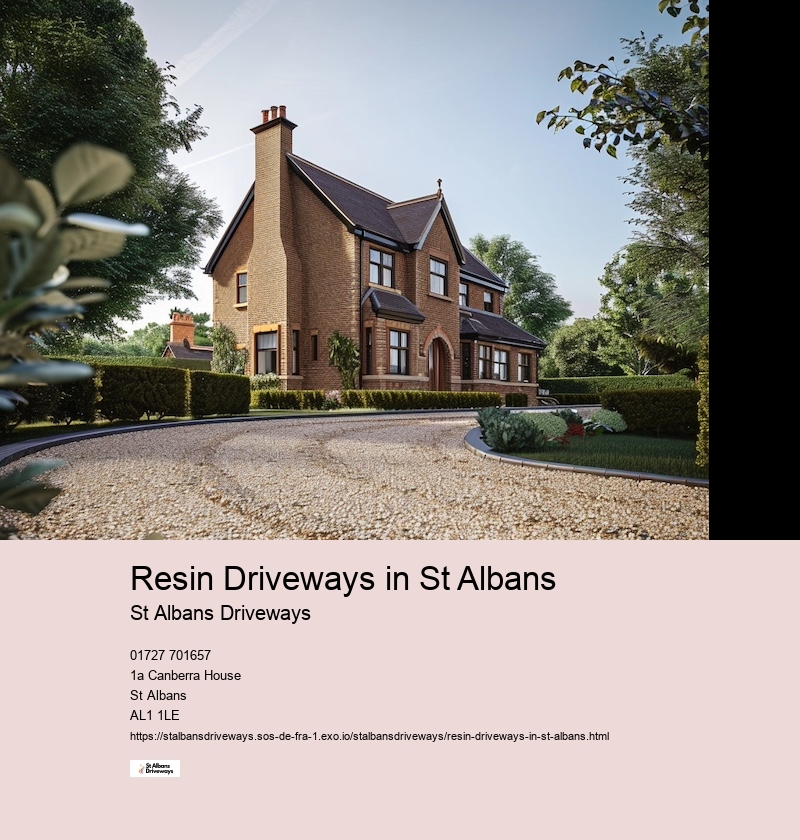 Resin Driveways in St Albans
St Albans Driveways
01727 701657
1a Canberra House
St Albans
AL1 1LE
https://stalbansdriveways.sos-de-fra-1.exo.io/stalbansdriveways/resin-driveways-in-st-albans.html
St Albans
Driveways